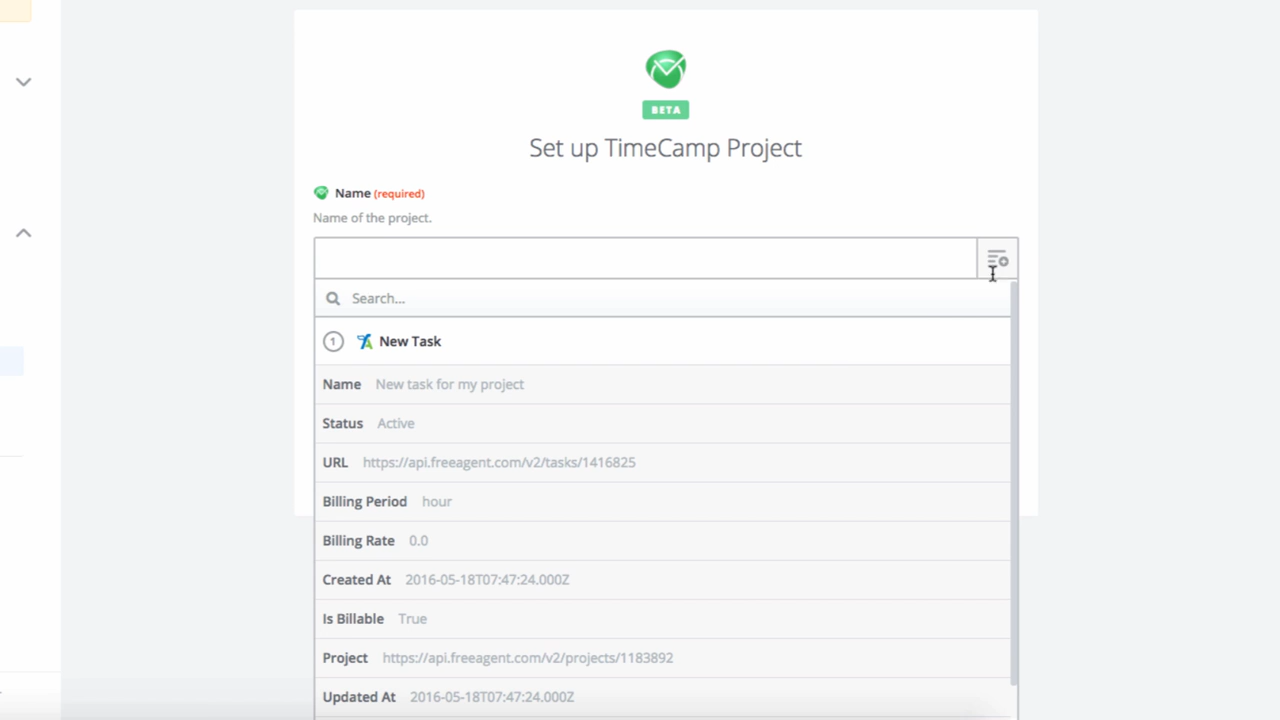 BETA
Set up TimeCamp Project
Name (required)
Name of the project.
Search...
1 New Task
Name New task for my project
Status Active
URL https://api.freeagent.com/v2/tasks/1416825
Billing Period hour
Billing Rate 0.0
Created At 2016-05-18T07:47:24.000Z
Is Billable True
Project https://api.freeagent.com/v2/projects/1183892
Updated At 2016-05-18T07:47:24.000Z